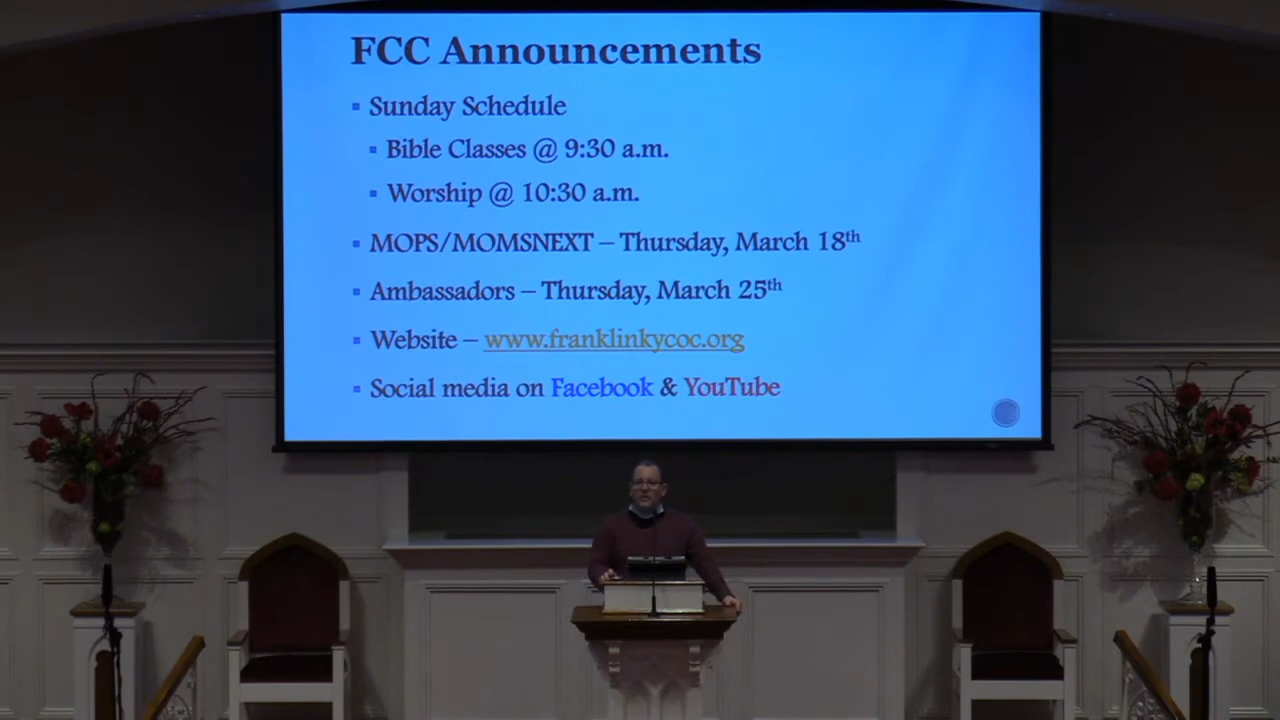 FCC Announcements
Sunday Schedule
Bible Classes @ 9:30 a.m.
Worship @ 10:30 a.m.
MOPS/MOMSNEXT – Thursday, March 18th
Ambassadors – Thursday, March 25th
Website – www.franklinkycoc.org
Social media on Facebook & YouTube